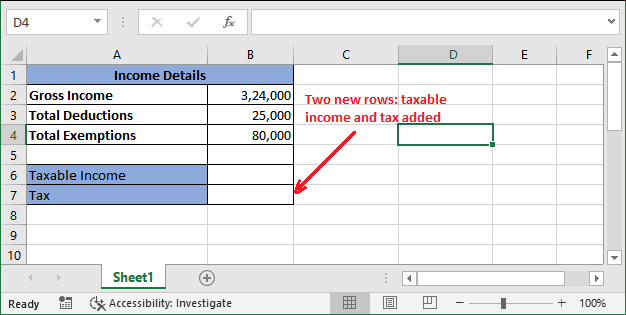 D4
fx
A B C D E F
1 Income Details
2 Gross Income 3,24,000
3 Total Deductions 25,000
4 Total Exemptions 80,000
5
6 Taxable Income
7 Tax
8
9
10
Two new rows: taxable
income and tax added
Sheet1
Ready Accessibility: Investigate 100%